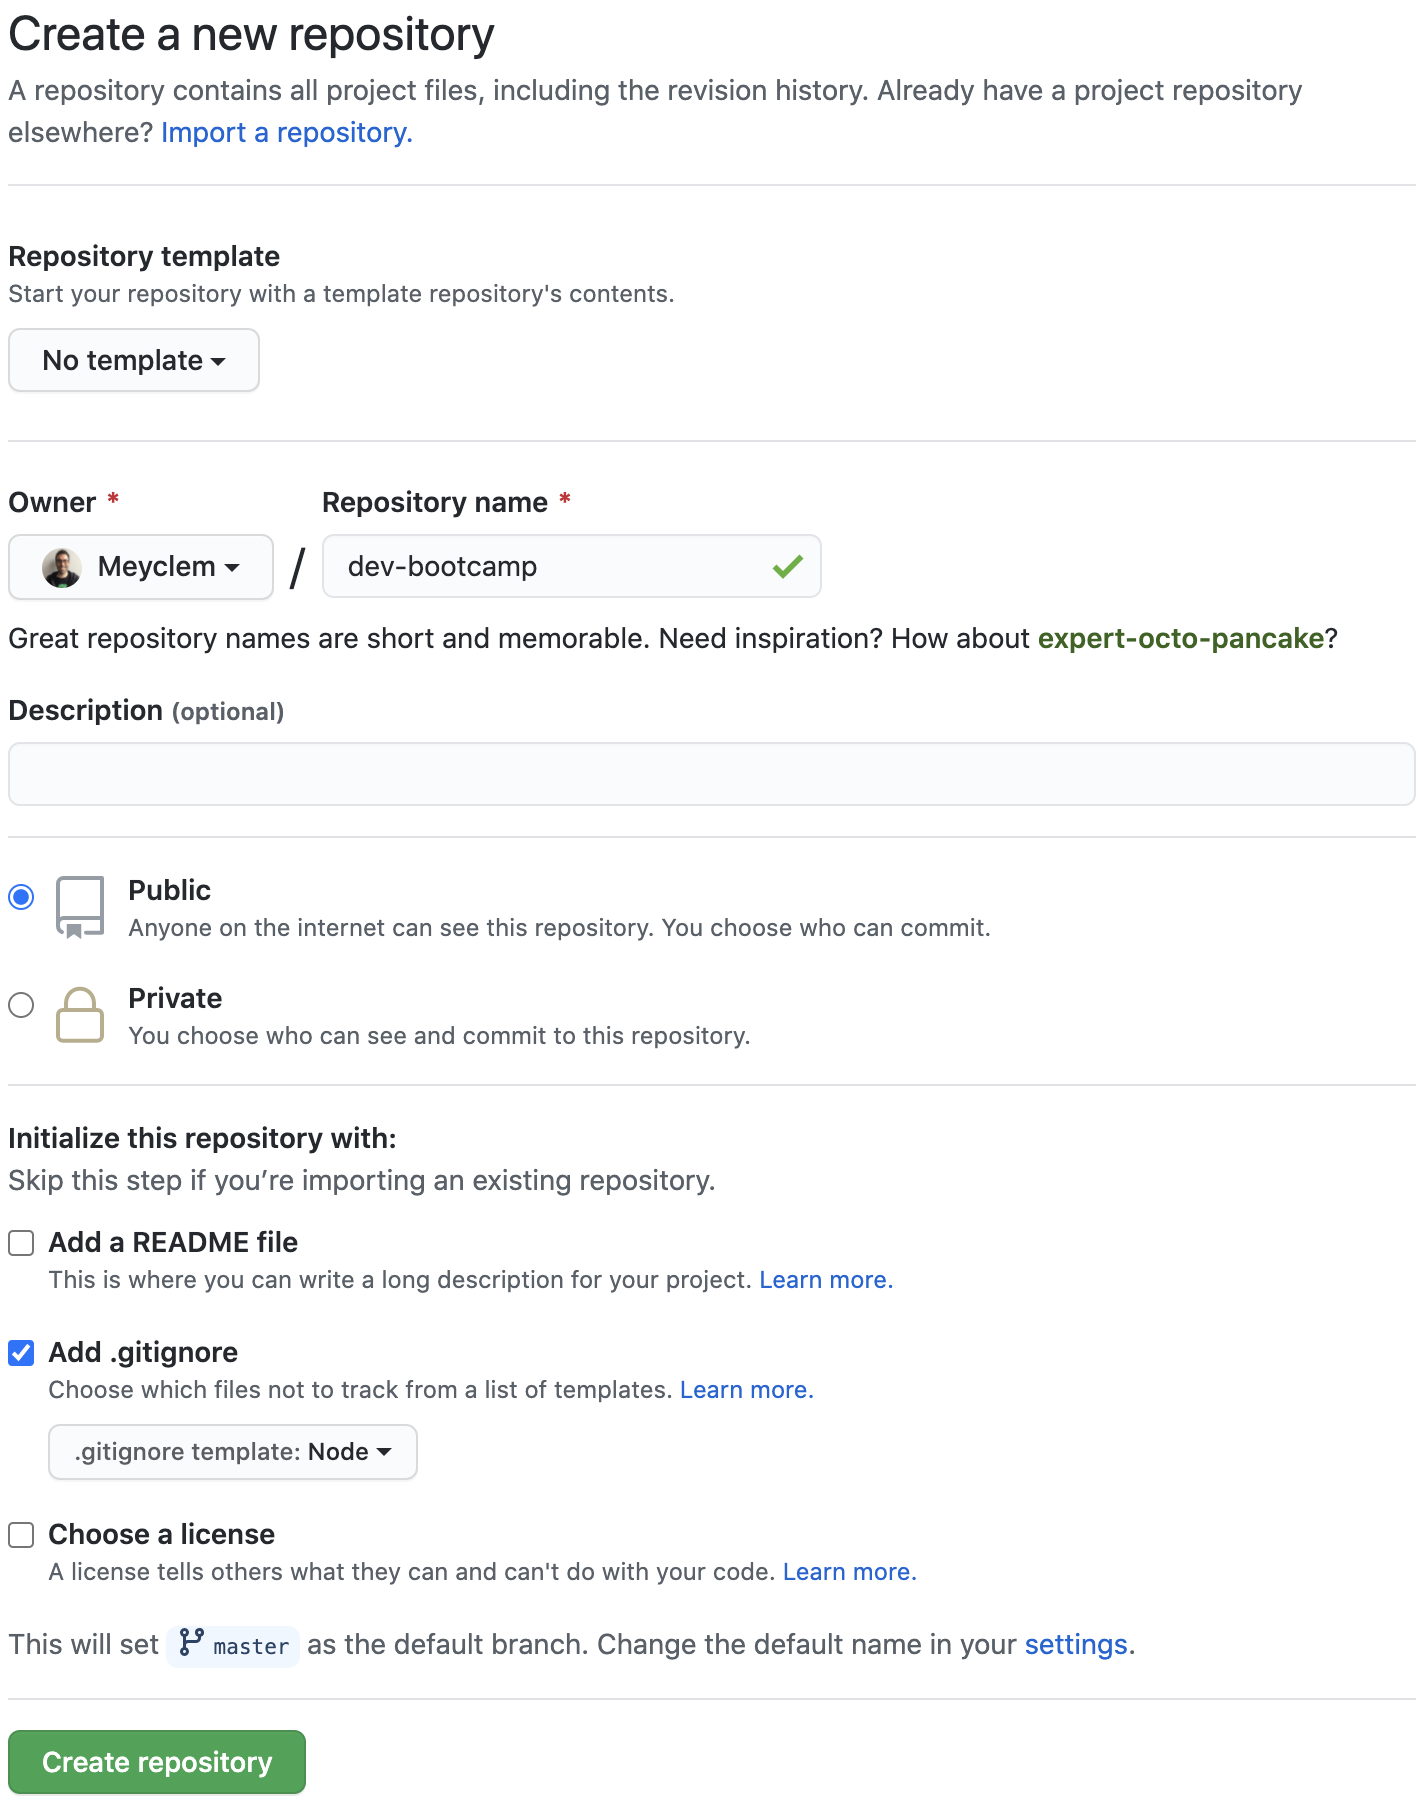 Create a new repository
A repository contains all project files, including the revision history. Already have a project repository
elsewhere? Import a repository.
Repository template
Start your repository with a template repository's contents.
No template
Owner * Repository name *
Meyclem / dev-bootcamp
Great repository names are short and memorable. Need inspiration? How about expert-octo-pancake?
Description (optional)
Public
Anyone on the internet can see this repository. You choose who can commit.
Private
You choose who can see and commit to this repository.
Initialize this repository with:
Skip this step if you’re importing an existing repository.
Add a README file
This is where you can write a long description for your project. Learn more.
Add .gitignore
Choose which files not to track from a list of templates. Learn more.
.gitignore template: Node
Choose a license
A license tells others what they can and can't do with your code. Learn more.
This will set master as the default branch. Change the default name in your settings.
Create repository